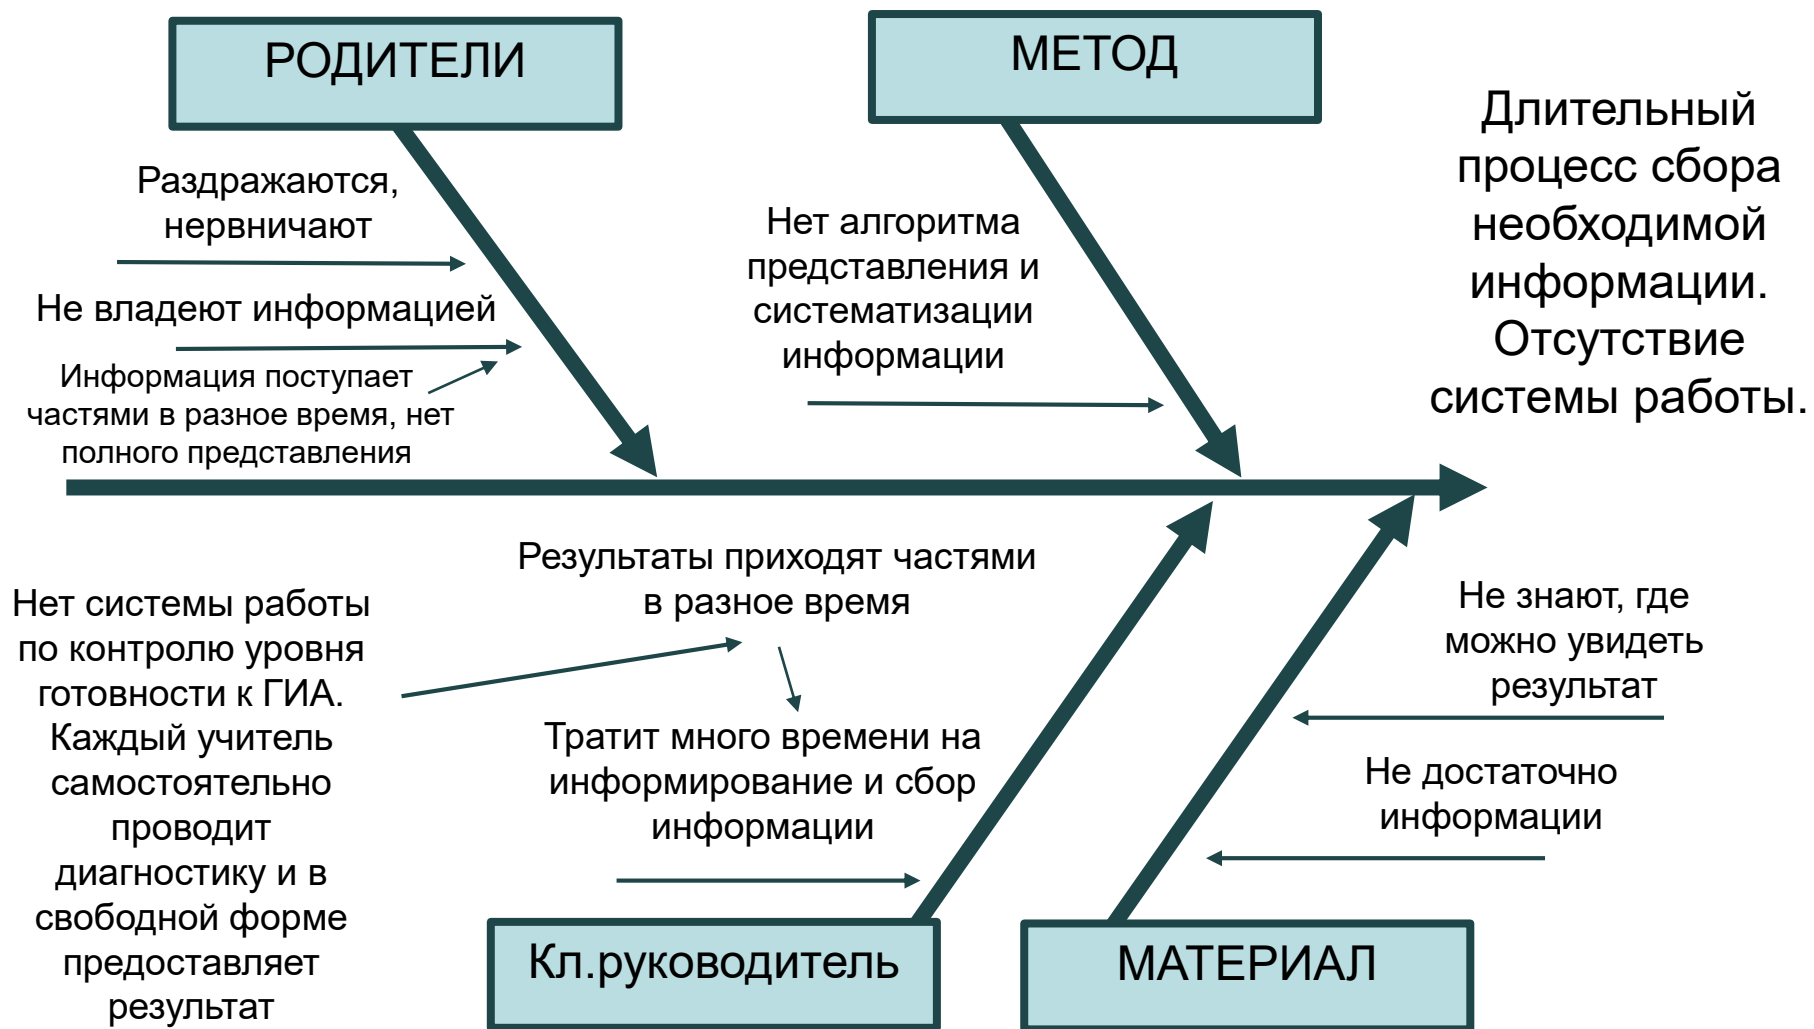 РОДИТЕЛИ
МЕТОД
Длительный
процесс сбора
необходимой
информации.
Отсутствие
системы работы.
Раздражаются,
нервничают
Не владеют информацией
Информация поступает
частями в разное время, нет
полного представления
Нет алгоритма
представления и
систематизации
информации
Нет системы работы
по контролю уровня
готовности к ГИА.
Каждый учитель
самостоятельно
проводит
диагностику и в
свободной форме
предоставляет
результат
Результаты приходят частями
в разное время
Тратит много времени на
информирование и сбор
информации
Не знают, где
можно увидеть
результат
Не достаточно
информации
Кл.руководитель
МАТЕРИАЛ